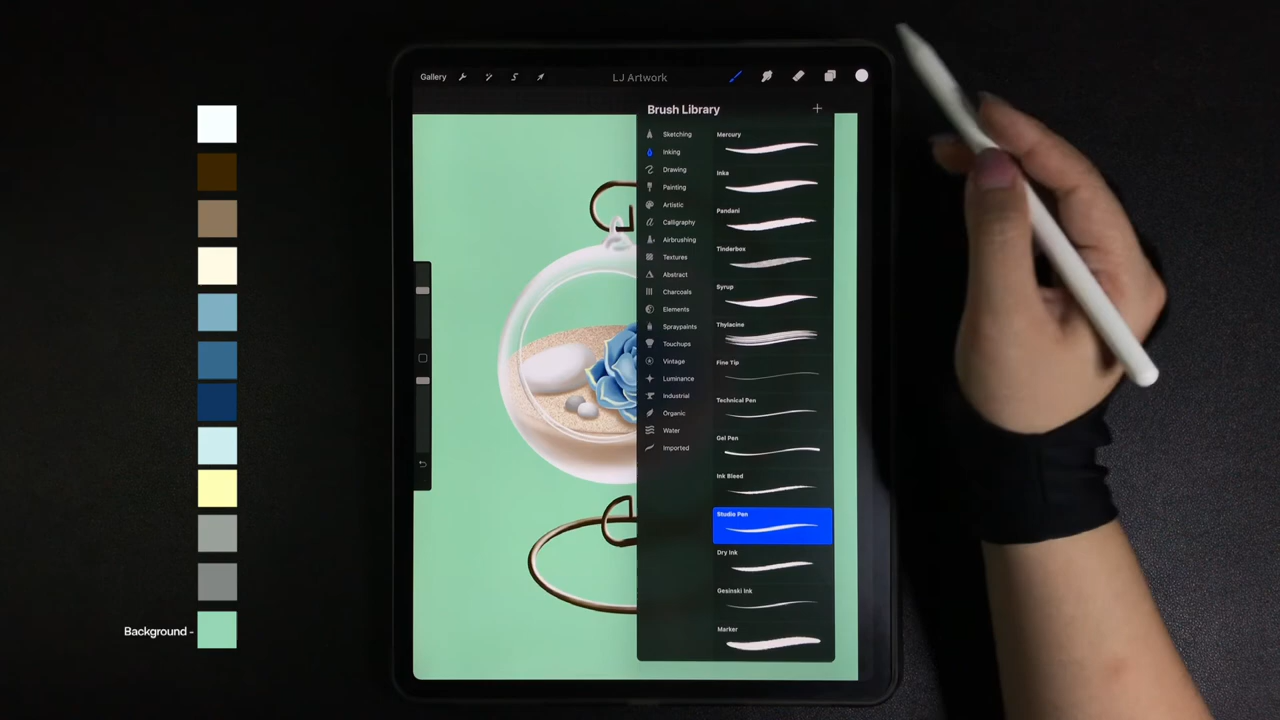 Gallery
LJ Artwork
Brush Library
Sketching
Inking
Drawing
Painting
Artistic
Calligraphy
Airbrushing
Textures
Abstract
Charcoals
Elements
Spraypaints
Touchups
Vintage
Luminance
Industrial
Organic
Water
Imported
Mercury
Inka
Pandani
Tinderbox
Syrup
Thylacine
Fine Tip
Technical Pen
Gel Pen
Ink Bleed
Studio Pen
Dry Ink
Gesinski Ink
Marker
Background -